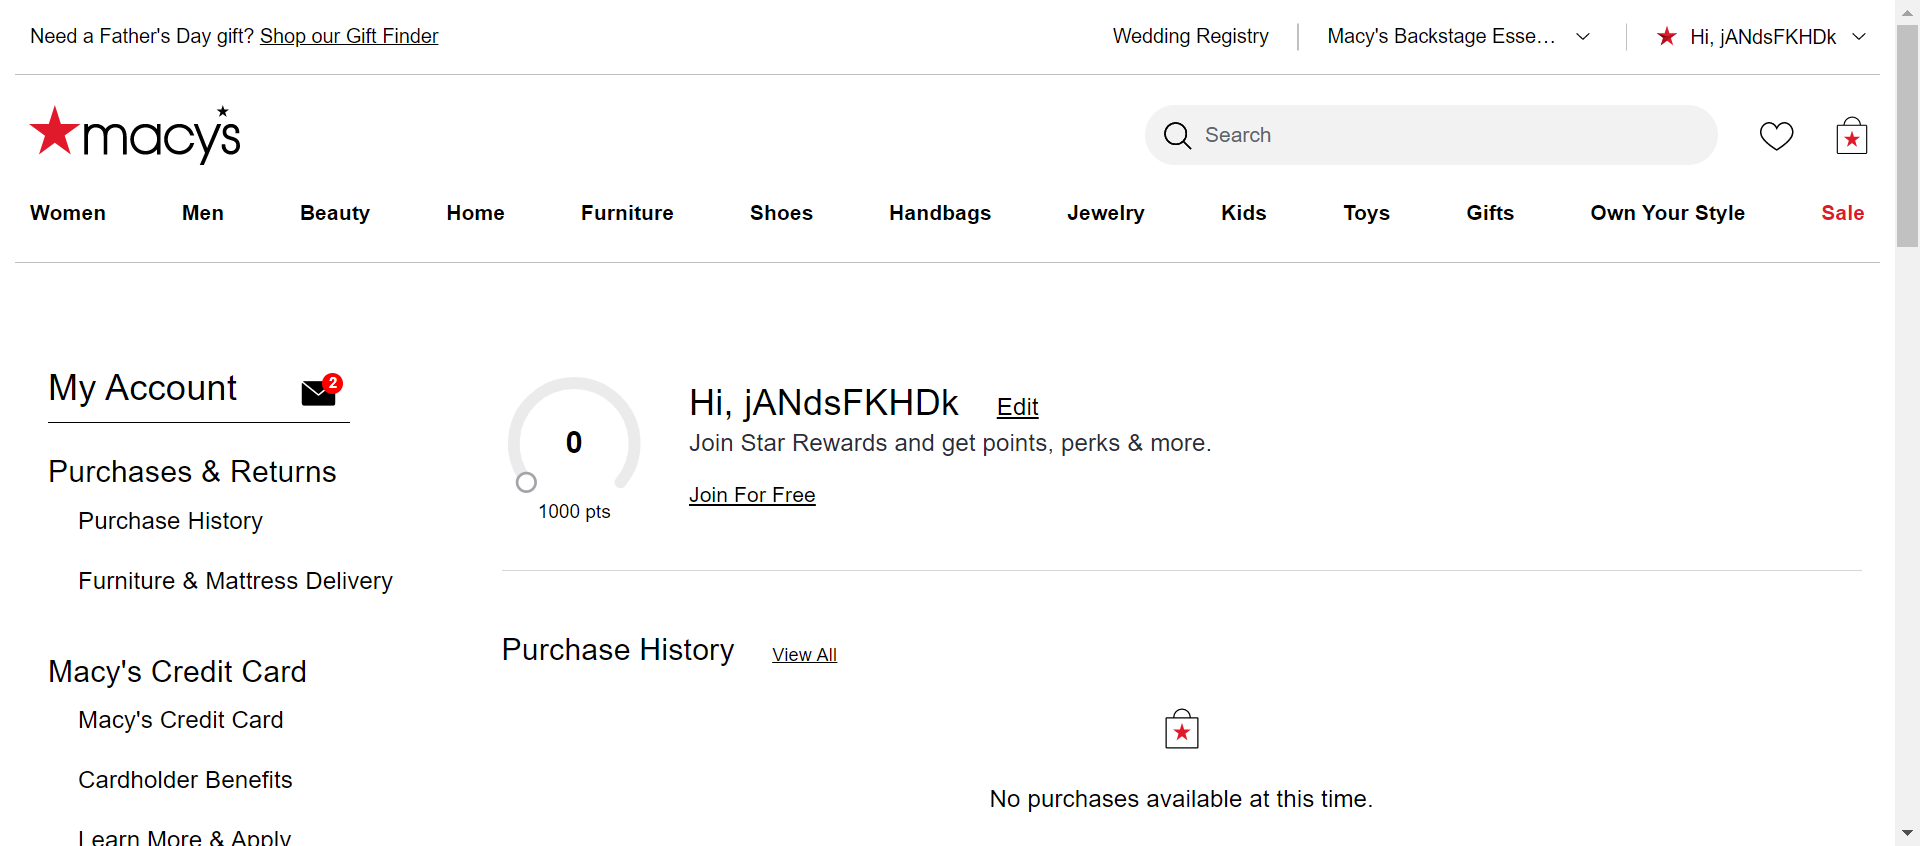 Need a Father's Day gift? Shop our Gift Finder
Wedding Registry
Macy's Backstage Esse...
Hi, jANdsFKHDk
macy's
Search
Women Men Beauty Home Furniture Shoes Handbags Jewelry Kids Toys Gifts Own Your Style Sale
My Account
2
Purchases & Returns
Purchase History
Furniture & Mattress Delivery
Macy's Credit Card
Macy's Credit Card
Cardholder Benefits
Learn More & Apply
0
1000 pts
Hi, jANdsFKHDk Edit
Join Star Rewards and get points, perks & more.
Join For Free
Purchase History View All
No purchases available at this time.